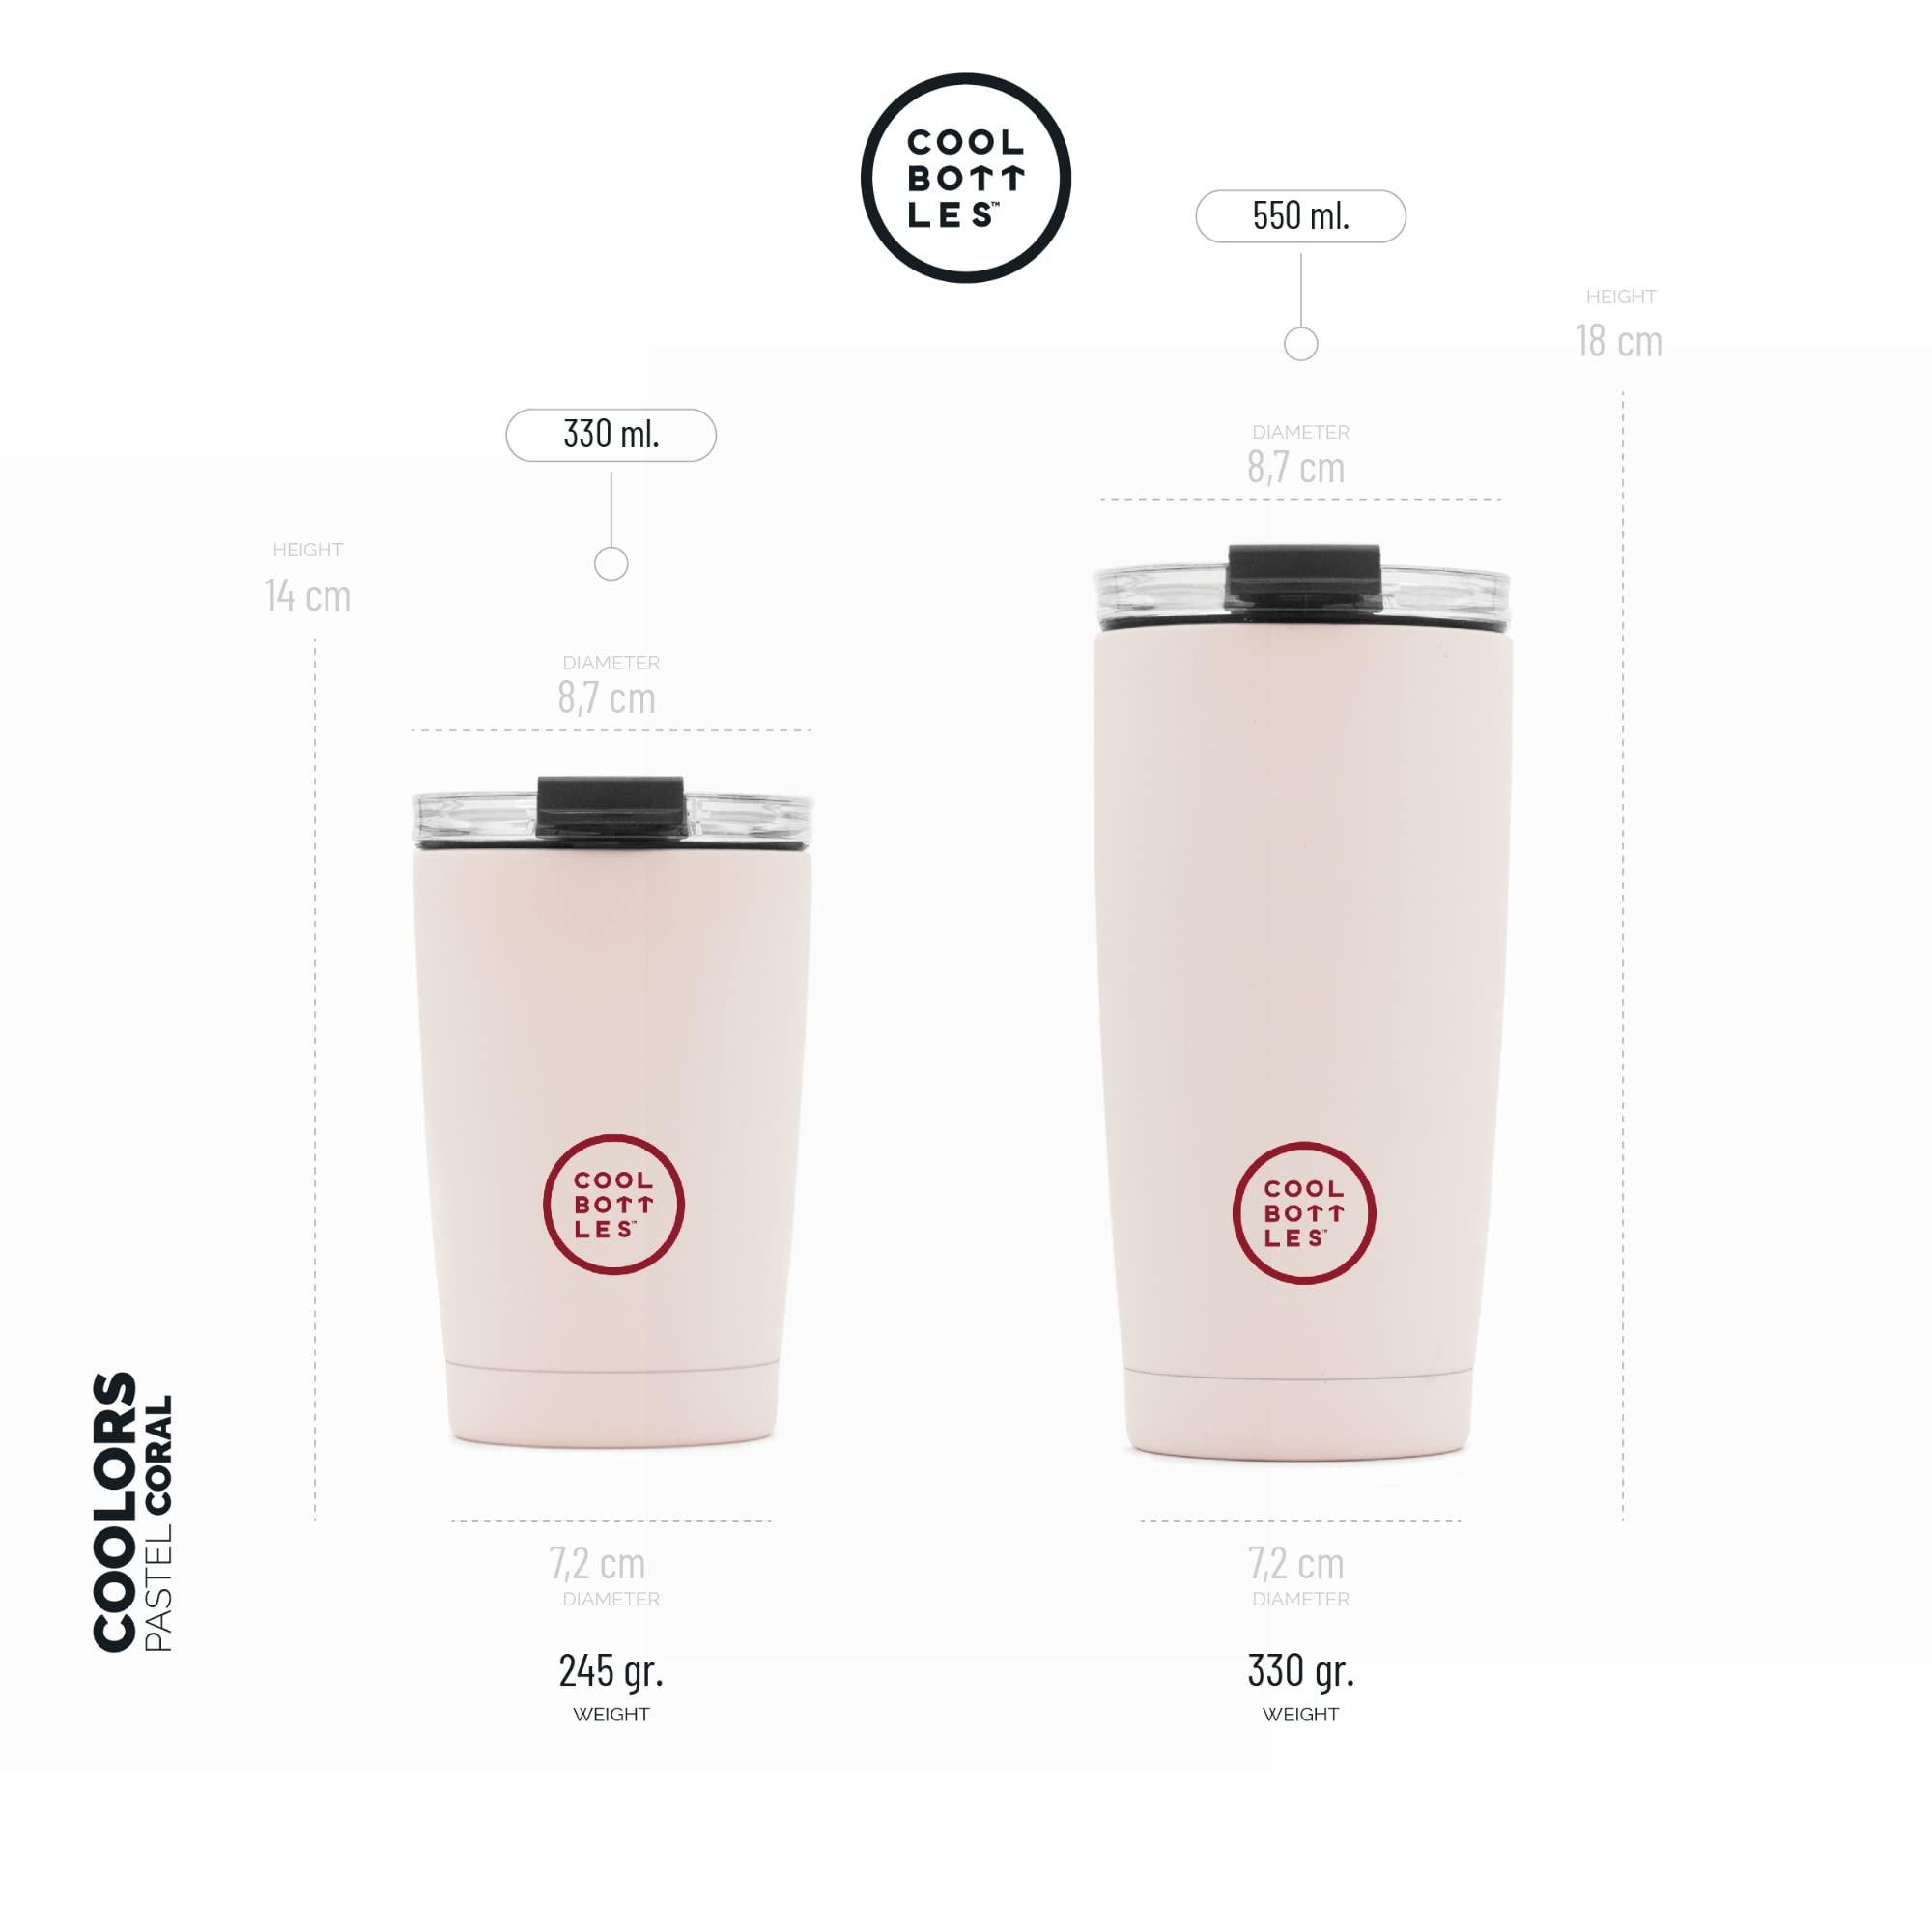 COOL
BOTT
LES™
550 ml.
HEIGHT
18 cm
330 ml.
DIAMETER
8,7 cm
HEIGHT
14 cm
DIAMETER
8,7 cm
COOL
BOTT
LES™
COOL
BOTT
LES™
COOLORS
PASTEL CORAL
7,2 cm
DIAMETER
7,2 cm
DIAMETER
245 gr.
WEIGHT
330 gr.
WEIGHT